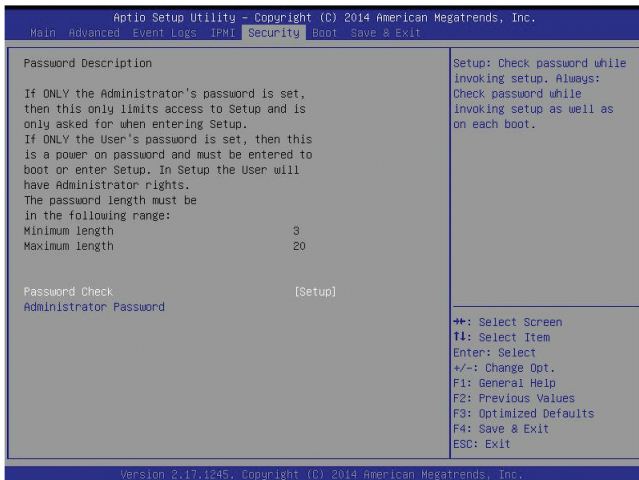 Aptio Setup Utility – Copyright (C) 2014 American Megatrends, Inc.
Main Advanced Event Logs IPMI Security Boot Save & Exit
Password Description
If ONLY the Administrator's password is set,
then this only limits access to Setup and is
only asked for when entering Setup.
If ONLY the User's password is set, then this
is a power on password and must be entered to
boot or enter Setup. In Setup the User will
have Administrator rights.
The password length must be
in the following range:
Minimum length 3
Maximum length 20
Password Check [Setup]
Administrator Password
Setup: Check password while
invoking setup. Always:
Check password while
invoking setup as well as
on each boot.
→←: Select Screen
↑↓: Select Item
Enter: Select
+/-: Change Opt.
F1: General Help
F2: Previous Values
F3: Optimized Defaults
F4: Save & Exit
ESC: Exit
Version 2.17.1245. Copyright (C) 2014 American Megatrends, Inc.